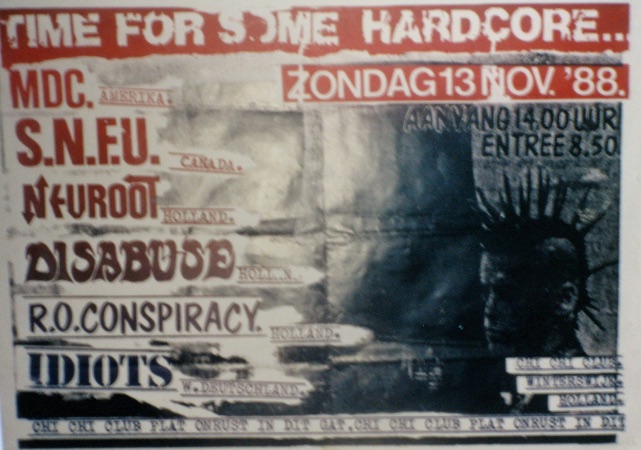 TIME FOR SOME HARDCORE...
ZONDAG 13 NOV. '88.
AANVANG 14.00 UUR
ENTREE 8.50
MDC. AMERIKA.
S.N.F.U. CANADA.
NEUROOT HOLLAND.
DISABUSE HOLL.N.
R.O.CONSPIRACY. HOLLAND.
IDIOTS W.DEUTSCHLAND.
CHI CHI CLUB.
WINTERSWIJK.
HOLLAND.
CHI CHI CLUB PLAT ONRUST IN DIT GAT, CHI CHI CLUB PLAT ONRUST IN DIT